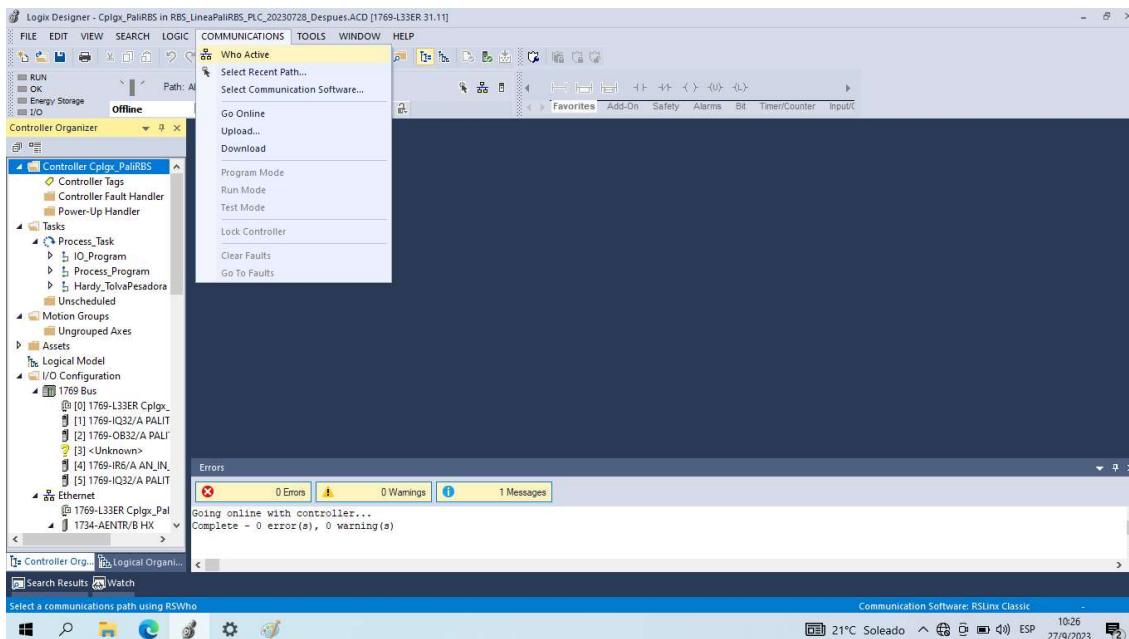 Logix Designer - Cplgx_PaliRBS in RBS_LineaPaliRBS_PLC_20230728_Despues.ACD [1769-L33ER 31.11]
FILE EDIT VIEW SEARCH LOGIC COMMUNICATIONS TOOLS WINDOW HELP
Who Active
Select Recent Path...
Select Communication Software...
Go Online
Upload...
Download
Program Mode
Run Mode
Test Mode
Lock Controller
Clear Faults
Go To Faults
RUN
OK
Energy Storage
I/O
Path: A
Offline
Favorites Add-On Safety Alarms Bit Timer/Counter Input/
Controller Organizer
Controller Cplgx_PaliRBS
Controller Tags
Controller Fault Handler
Power-Up Handler
Tasks
Process_Task
IO_Program
Process_Program
Hardy_TolvaPesadora
Unscheduled
Motion Groups
Ungrouped Axes
Assets
Logical Model
I/O Configuration
1769 Bus
[0] 1769-L33ER Cplgx_
[1] 1769-IQ32/A PALIT
[2] 1769-OB32/A PALI
[3] <Unknown>
[4] 1769-IR6/A AN_IN_
[5] 1769-IQ32/A PALIT
Ethernet
1769-L33ER Cplgx_Pal
1734-AENTR/B HX
Controller Org... Logical Organi...
Errors
0 Errors 0 Warnings 1 Messages
Going online with controller...
Complete - 0 error(s), 0 warning(s)
Search Results Watch
Select a communications path using RSWho Communication Software: RSLinx Classic -
21°C Soleado ESP 10:26
27/9/2023 2